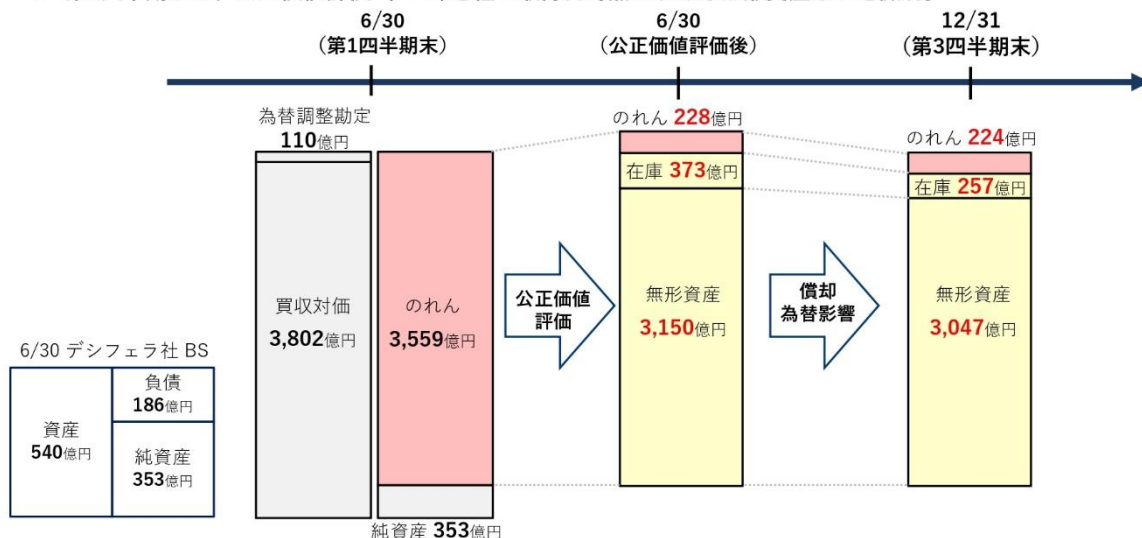 6/30
（第1四半期末）
6/30
（公正価値評価後）
12/31
（第3四半期末）
為替調整勘定
110億円
買収対価
3,802億円
のれん
3,559億円
純資産 353億円
6/30 デシフェラ社 BS
資産
540億円
負債
186億円
純資産
353億円
公正価値
評価
のれん 228億円
在庫 373億円
無形資産
3,150億円
償却
為替影響
のれん 224億円
在庫 257億円
無形資産
3,047億円